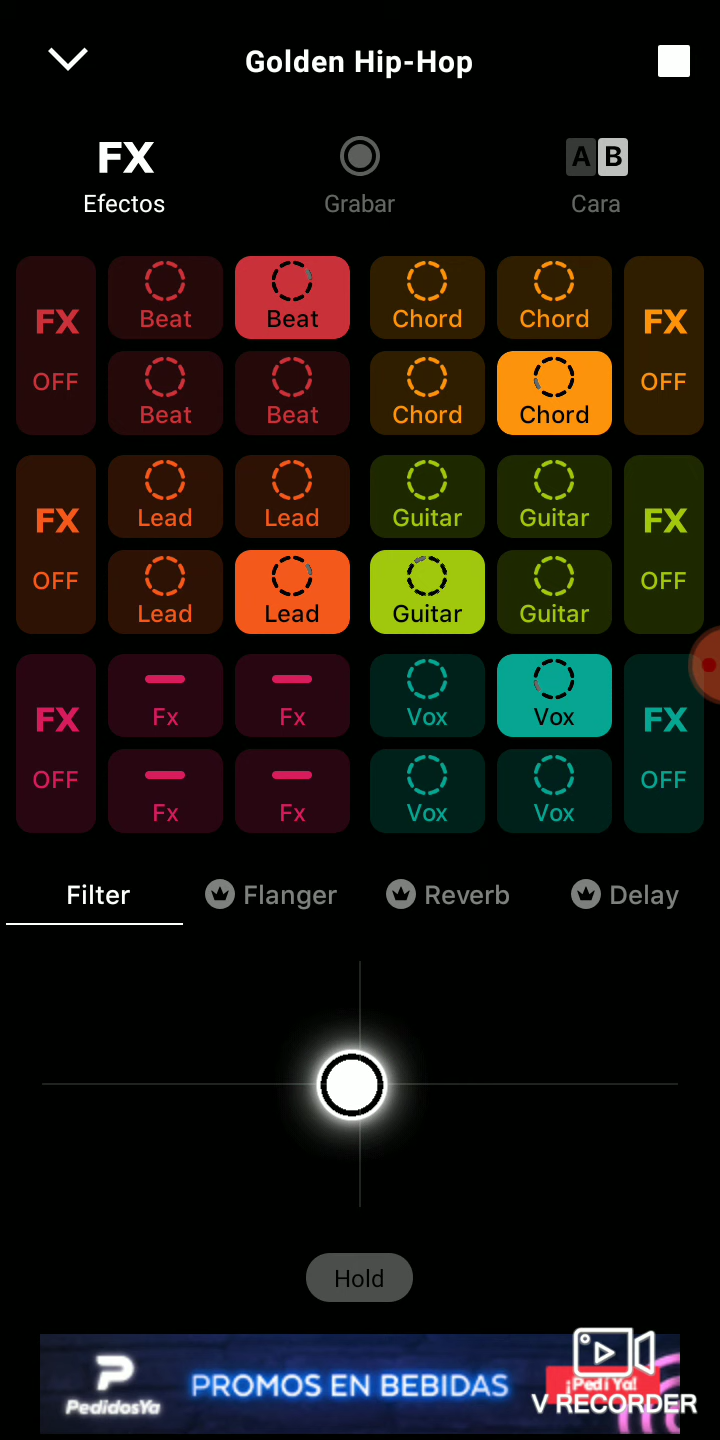 Golden Hip-Hop
FX
Efectos
Grabar
A B
Cara
FX
OFF
Beat
Beat
Beat
Beat
Chord
Chord
Chord
Chord
FX
OFF
FX
OFF
Lead
Lead
Lead
Lead
Guitar
Guitar
Guitar
Guitar
FX
OFF
FX
OFF
Fx
Fx
Fx
Fx
Vox
Vox
Vox
Vox
FX
OFF
Filter
Flanger
Reverb
Delay
Hold
PedidosYa
PROMOS EN BEBIDAS
¡PedíYa!
V RECORDER